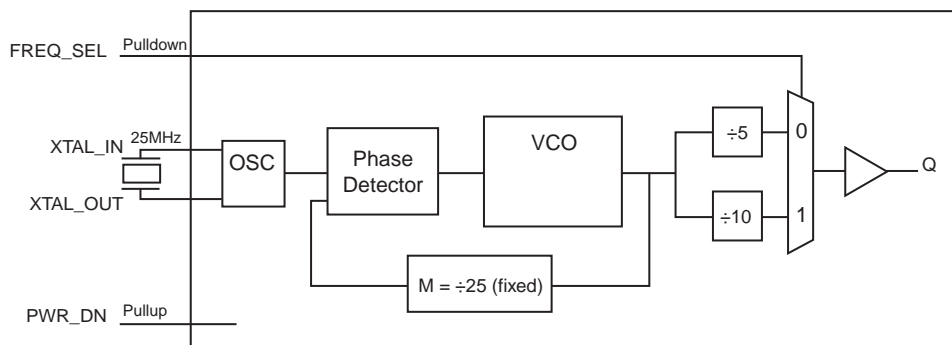 FREQ_SEL Pulldown
XTAL_IN 25MHz
XTAL_OUT
OSC
Phase
Detector
VCO
÷5
÷10
0
1
Q
M = ÷25 (fixed)
PWR_DN Pullup